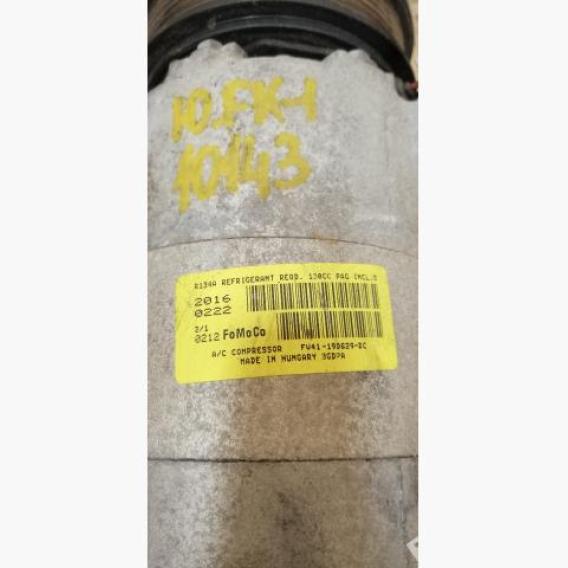 10.FK-1
10143
R134A REFRIGERANT REQD. 130CC PAG INCL.
2016
0222
2/1
0212 FoMoCo
A/C COMPRESSOR FW41-19D629-DC
MADE IN HUNGARY 3GDPA